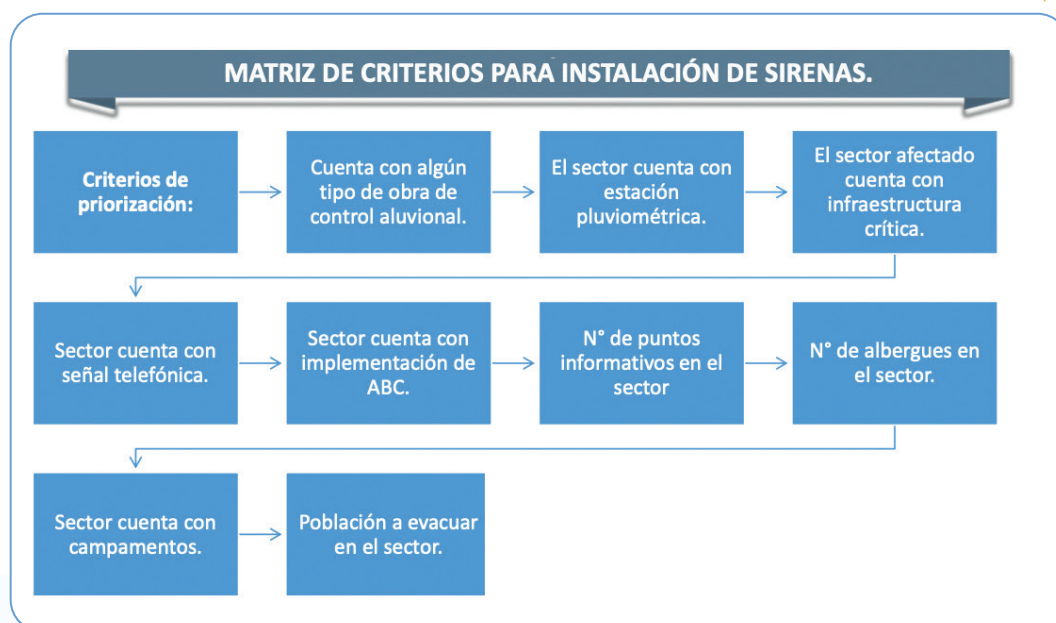 MATRIZ DE CRITERIOS PARA INSTALACIÓN DE SIRENAS.
Criterios de
priorización:
Cuenta con algún
tipo de obra de
control aluvional.
El sector cuenta con
estación
pluviométrica.
El sector afectado
cuenta con
infraestructura
crítica.
Sector cuenta con
señal telefónica.
Sector cuenta con
implementación de
ABC.
N° de puntos
informativos en el
sector
N° de albergues en
el sector.
Sector cuenta con
campamentos.
Población a evacuar
en el sector.